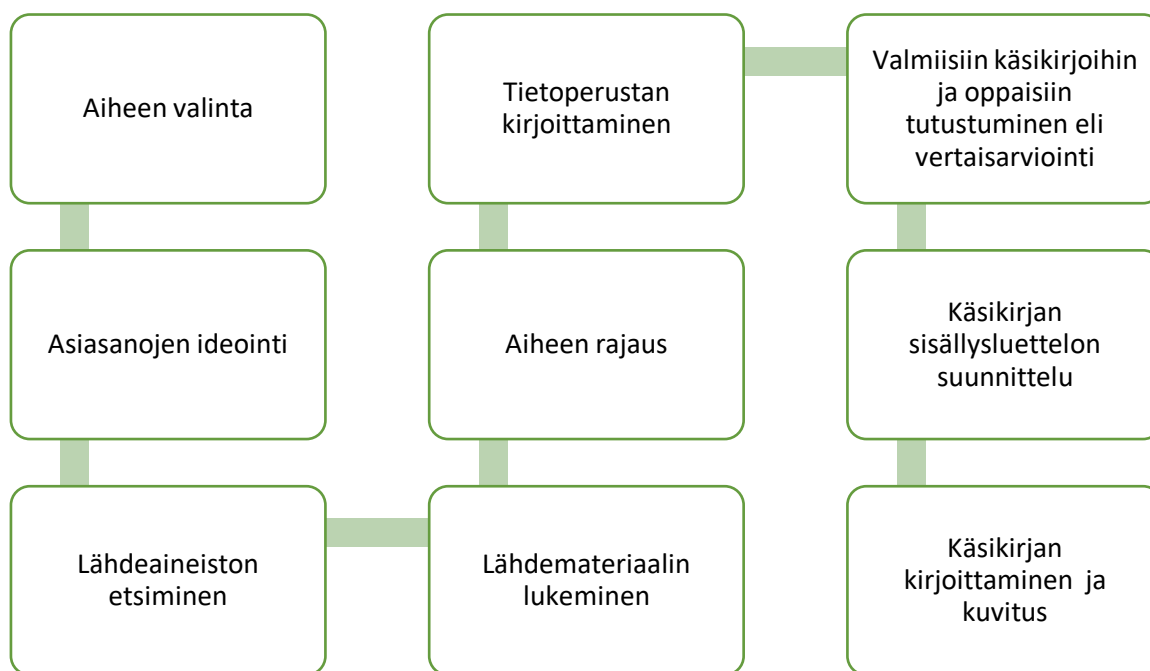 Aiheen valinta
Asiasanojen ideointi
Lähdeaineiston
etsiminen
Lähdemateriaalin
lukeminen
Aiheen rajaus
Tietoperustan
kirjoittaminen
Valmiisiin käsikirjoihin
ja oppaisiin
tutustuminen eli
vertaisarviointi
Käsikirjan
sisällysluettelon
suunnittelu
Käsikirjan
kirjoittaminen ja
kuvitus